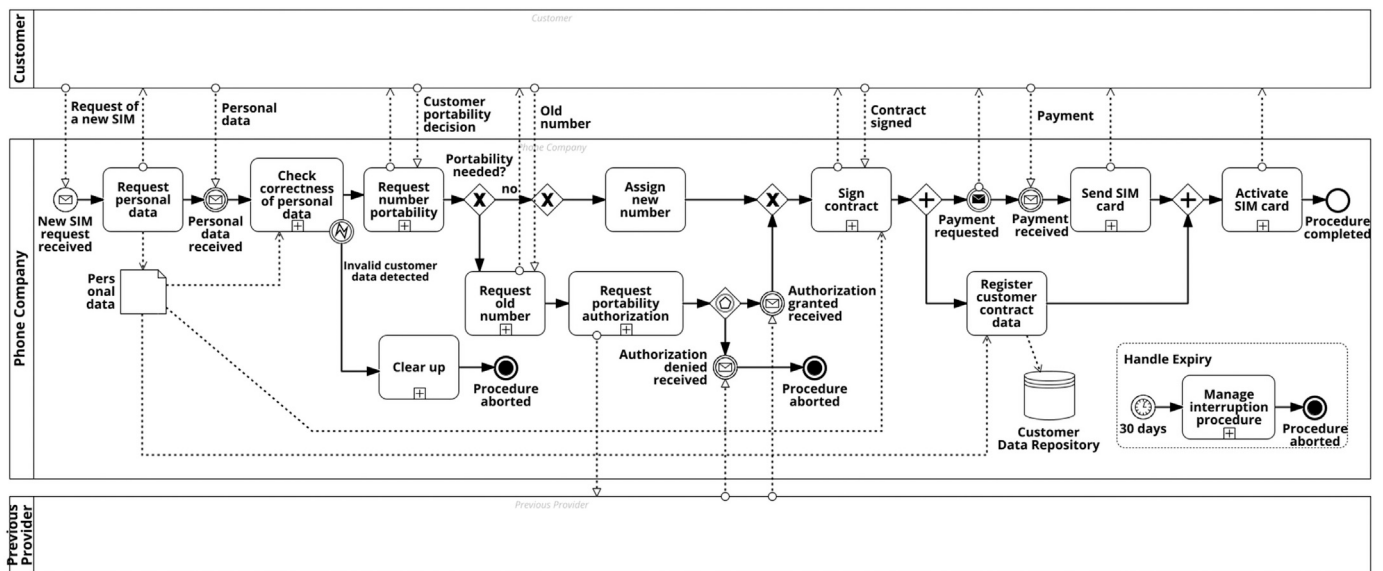 Customer
Customer
Request of
a new SIM
Personal
data
Customer
portability
decision
Old
number
Contract
signed
Payment
Phone Company
Phone Company
New SIM
request
received
Request
personal
data
Personal
data
received
Check
correctness
of personal
data
Invalid customer
data detected
Request
number
portability
Portability
needed?
no
Assign
new
number
Sign
contract
Payment
requested
Payment
received
Send SIM
card
Activate
SIM card
Procedure
completed
Pers
onal
data
Request
old
number
Request
portability
authorization
Authorization
granted
received
Authorization
denied
received
Procedure
aborted
Clear up
Procedure
aborted
Register
customer
contract
data
Customer
Data Repository
Handle Expiry
30 days
Manage
interruption
procedure
Procedure
aborted
Previous
Provider
Previous Provider